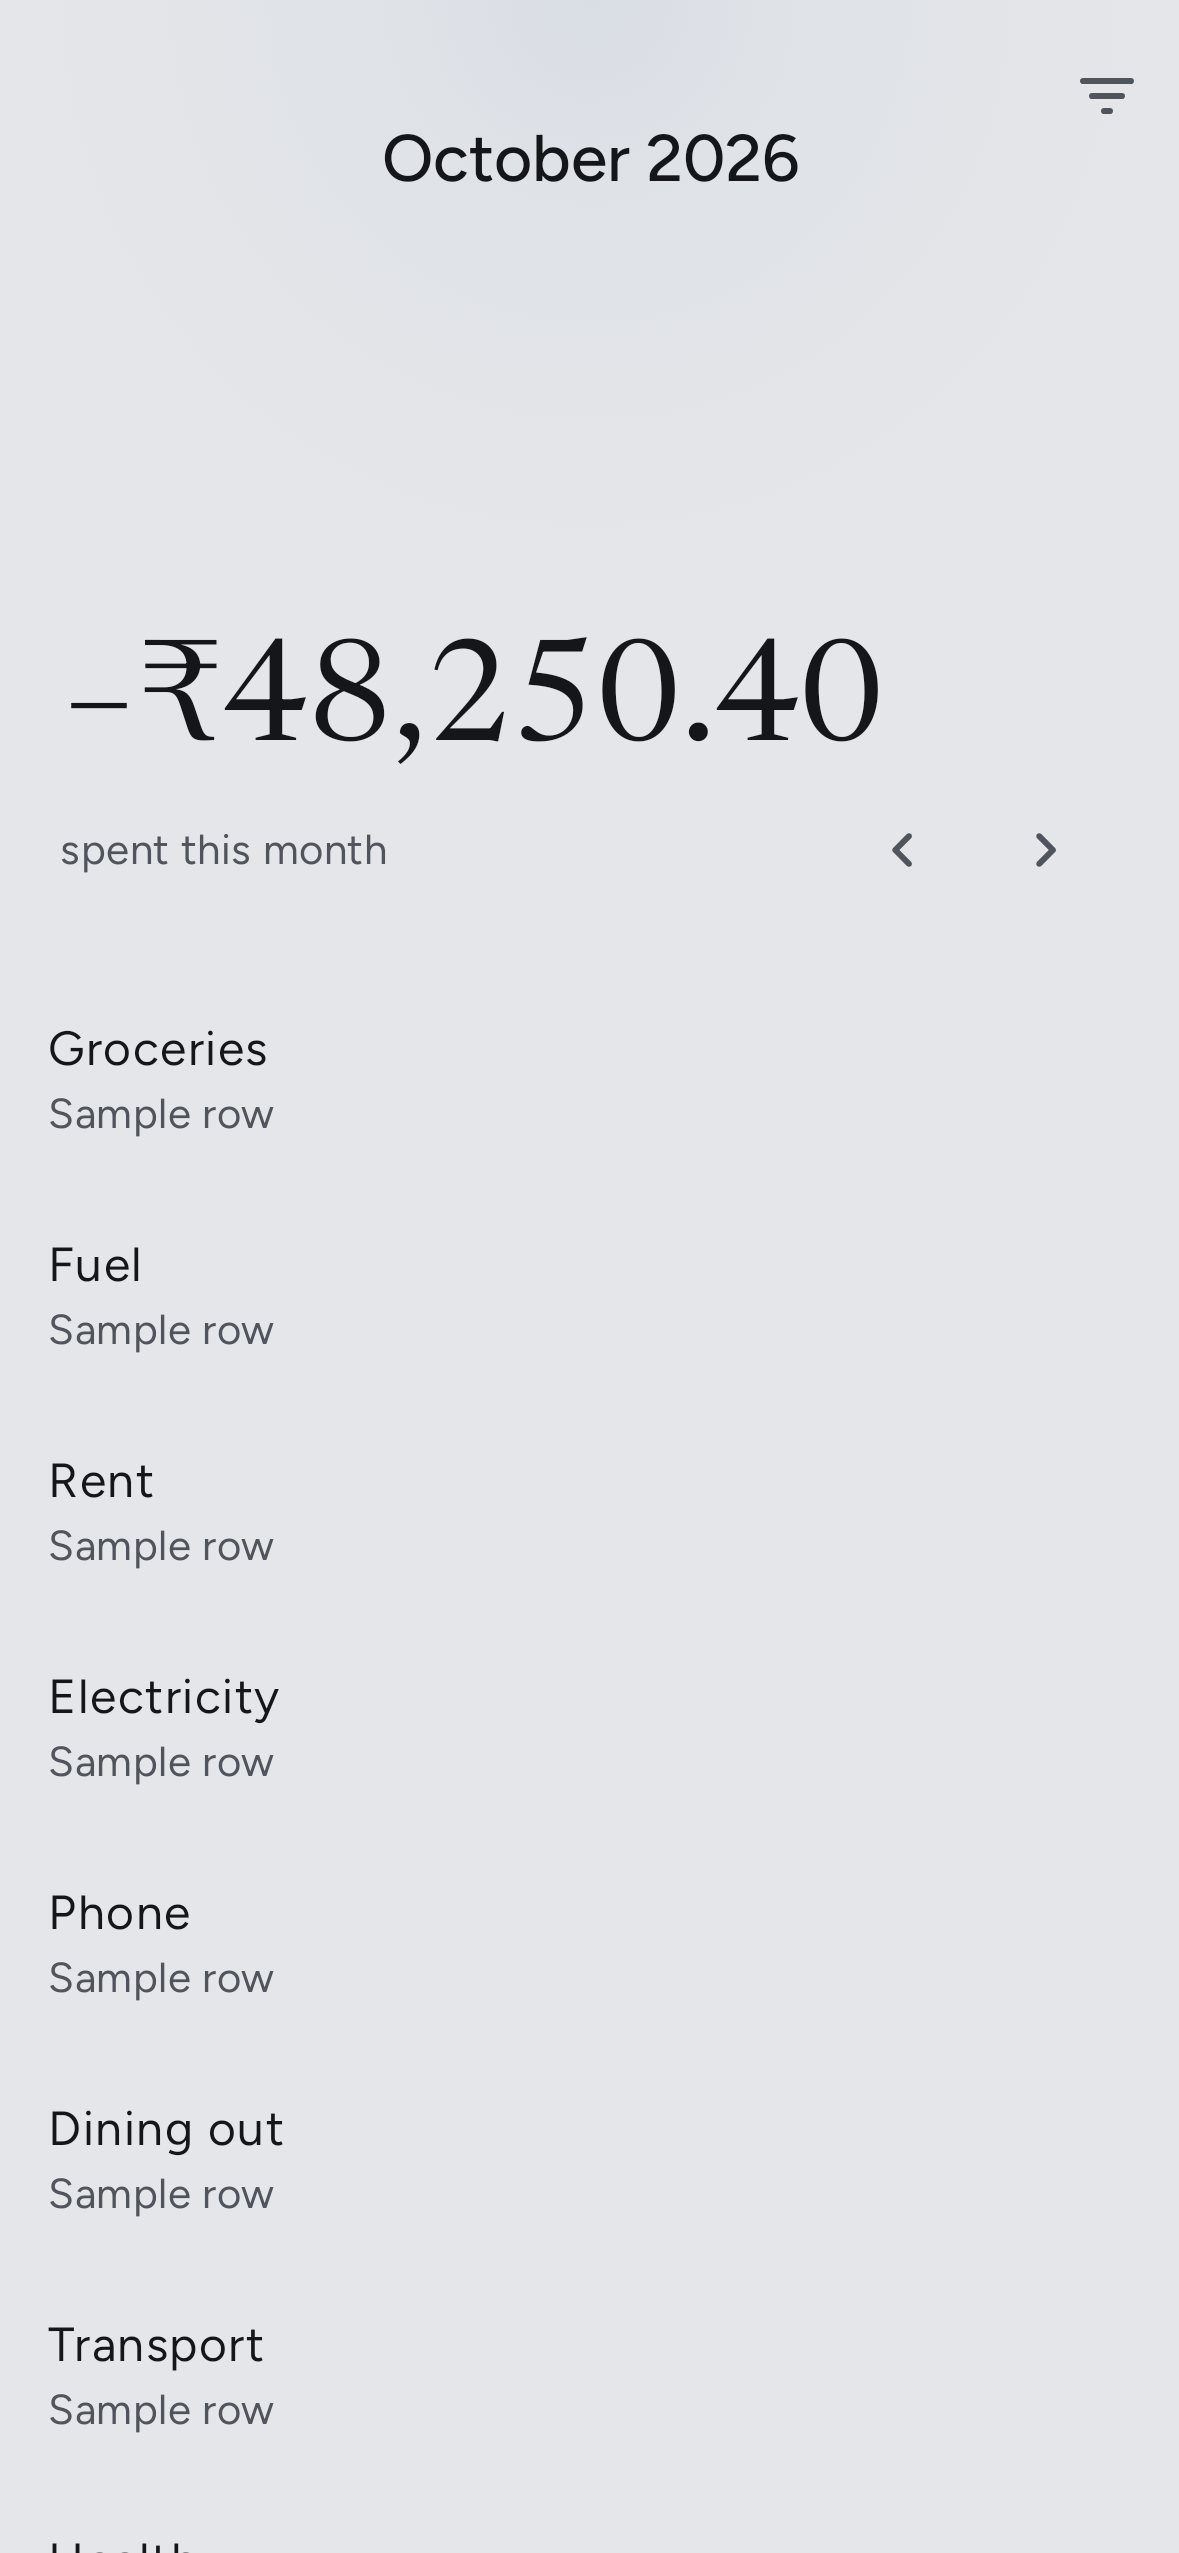 October 2026
–₹48,250.40
spent this month
Groceries
Sample row
Fuel
Sample row
Rent
Sample row
Electricity
Sample row
Phone
Sample row
Dining out
Sample row
Transport
Sample row